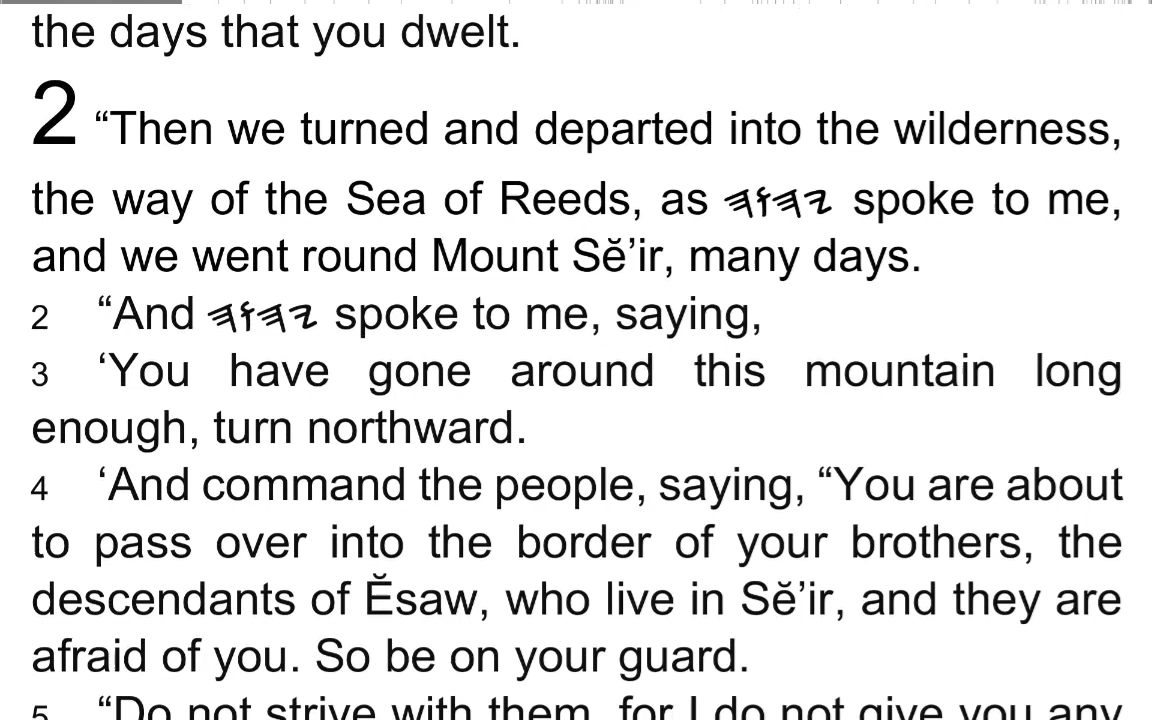 the days that you dwelt.
2 “Then we turned and departed into the wilderness,
the way of the Sea of Reeds, as 𐤉𐤄𐤅𐤄 spoke to me,
and we went round Mount Sĕ’ir, many days.
2 “And 𐤉𐤄𐤅𐤄 spoke to me, saying,
3 ‘You have gone around this mountain long
enough, turn northward.
4 ‘And command the people, saying, “You are about
to pass over into the border of your brothers, the
descendants of Ĕsaw, who live in Sĕ’ir, and they are
afraid of you. So be on your guard.
5 “Do not strive with them, for I do not give you any